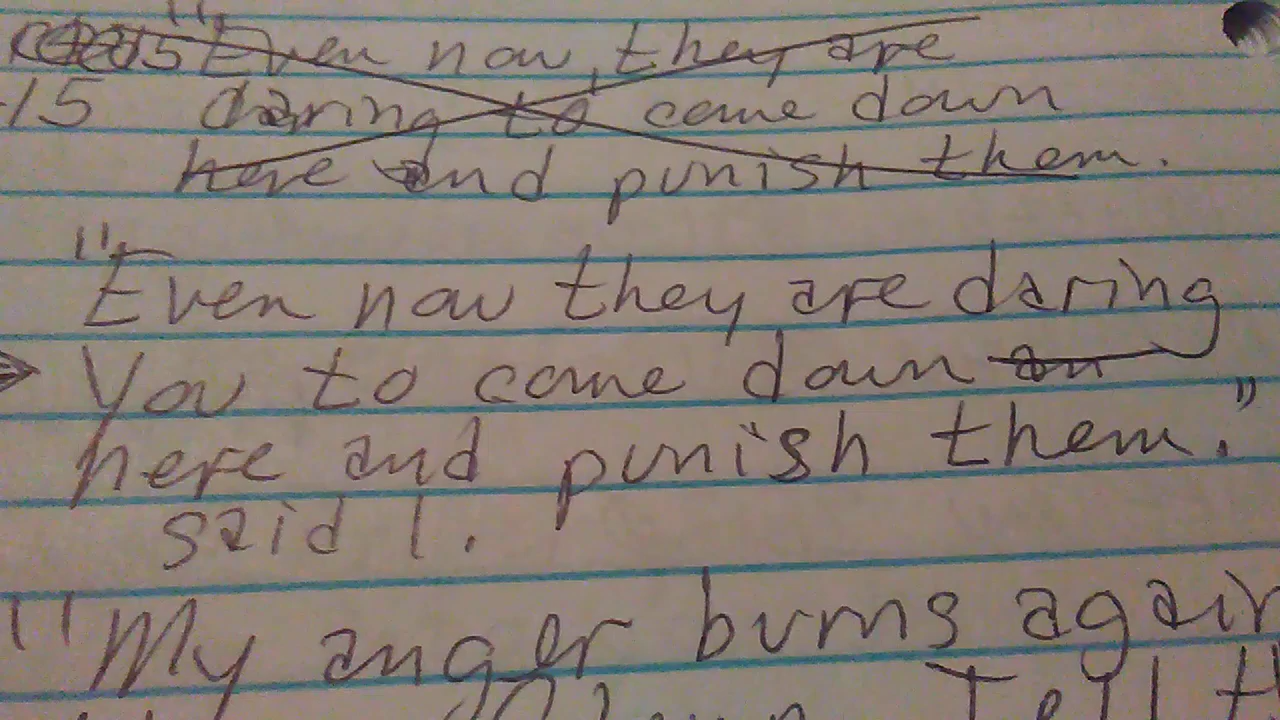 "Even now, they are
15 daring to come down
here and punish them.
"Even now they are daring
You to come down
here and punish them."
said I.
"My anger burns again
Tell th